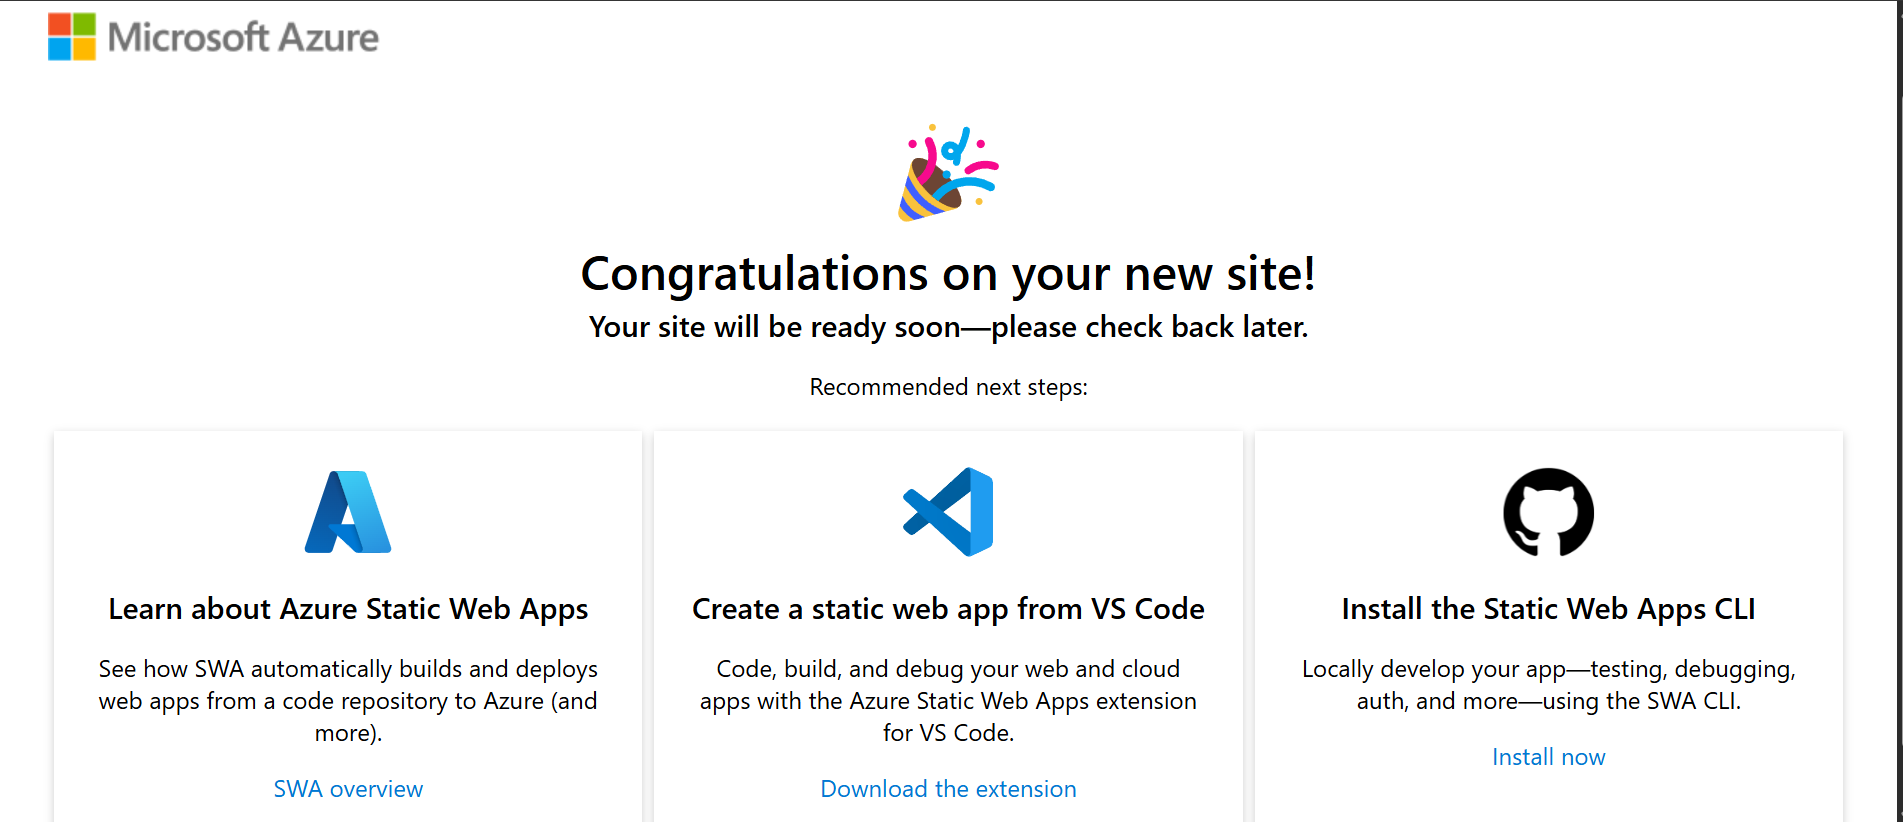 Microsoft Azure
Congratulations on your new site!
Your site will be ready soon—please check back later.
Recommended next steps:
Learn about Azure Static Web Apps
See how SWA automatically builds and deploys
web apps from a code repository to Azure (and
more).
SWA overview
Create a static web app from VS Code
Code, build, and debug your web and cloud
apps with the Azure Static Web Apps extension
for VS Code.
Download the extension
Install the Static Web Apps CLI
Locally develop your app—testing, debugging,
auth, and more—using the SWA CLI.
Install now